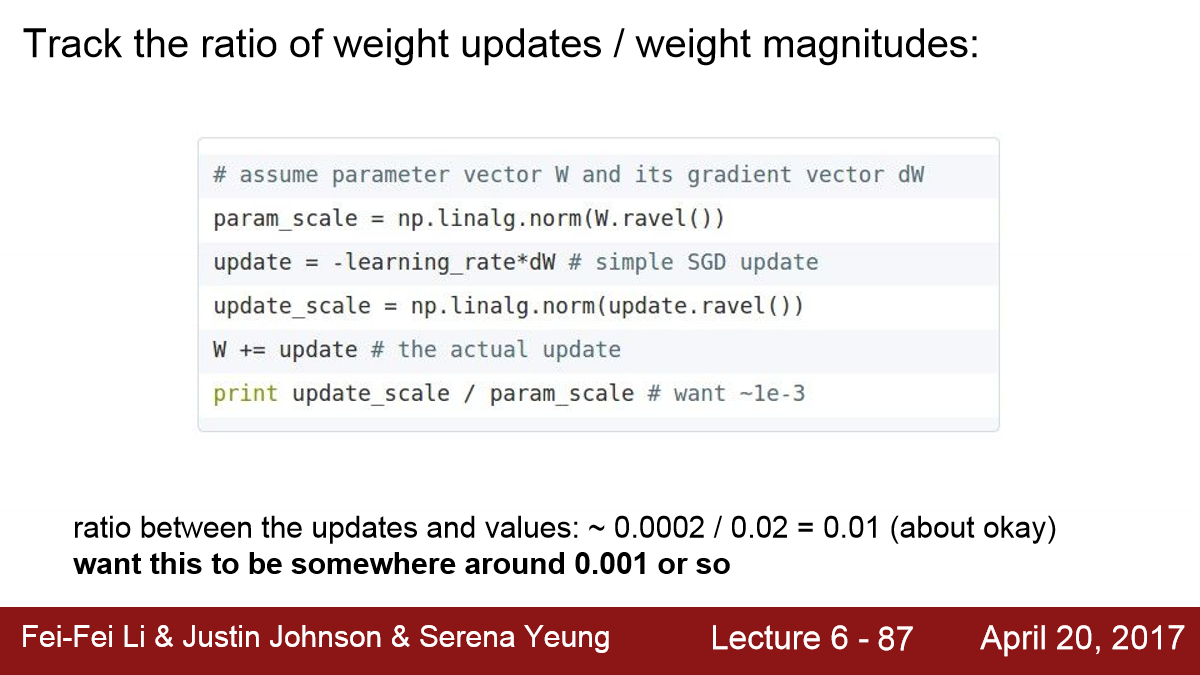 Track the ratio of weight updates / weight magnitudes:
# assume parameter vector W and its gradient vector dW
param_scale = np.linalg.norm(W.ravel())
update = -learning_rate*dW # simple SGD update
update_scale = np.linalg.norm(update.ravel())
W += update # the actual update
print update_scale / param_scale # want ~1e-3
ratio between the updates and values: ~ 0.0002 / 0.02 = 0.01 (about okay)
want this to be somewhere around 0.001 or so
Fei-Fei Li & Justin Johnson & Serena Yeung Lecture 6 - 87 April 20, 2017